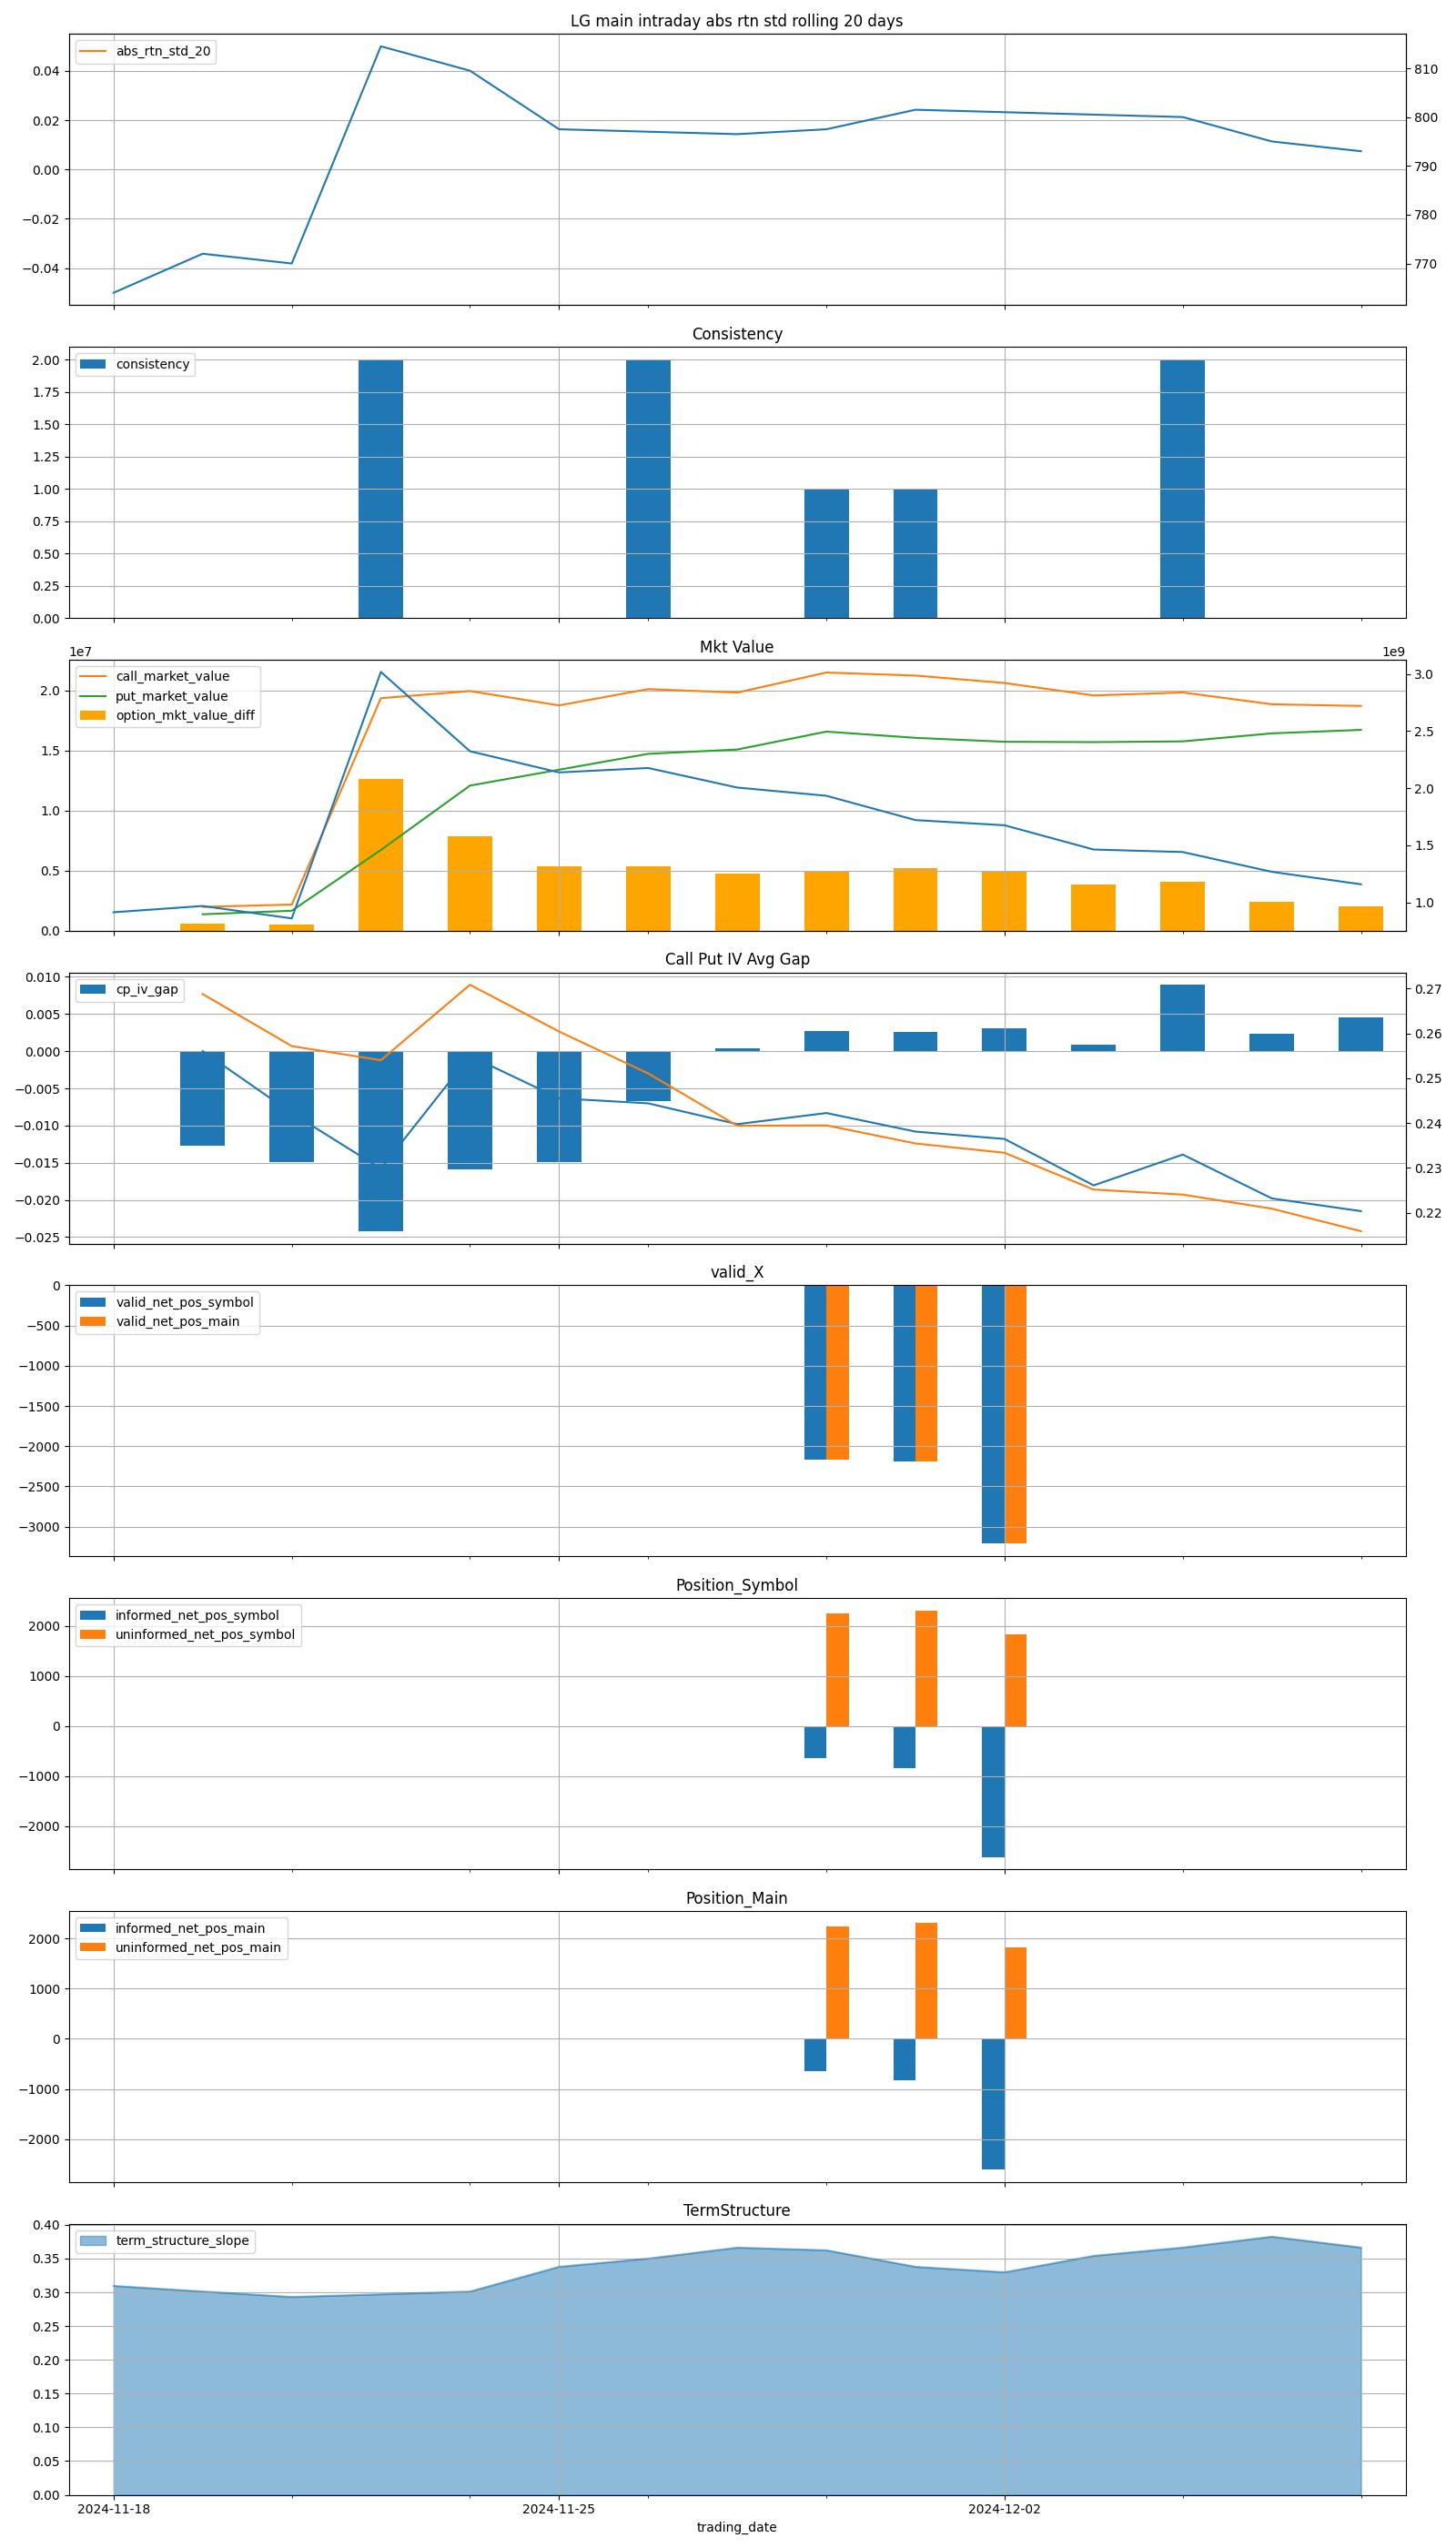 LG main intraday abs rtn std rolling 20 days
abs_rtn_std_20
0.04
0.02
0.00
−0.02
−0.04
810
800
790
780
770
Consistency
consistency
2.00
1.75
1.50
1.25
1.00
0.75
0.50
0.25
0.00
Mkt Value
1e7
1e9
call_market_value
put_market_value
option_mkt_value_diff
2.0
1.5
1.0
0.5
0.0
3.0
2.5
2.0
1.5
1.0
Call Put IV Avg Gap
cp_iv_gap
0.010
0.005
0.000
−0.005
−0.010
−0.015
−0.020
−0.025
0.27
0.26
0.25
0.24
0.23
0.22
valid_X
valid_net_pos_symbol
valid_net_pos_main
0
−500
−1000
−1500
−2000
−2500
−3000
Position_Symbol
informed_net_pos_symbol
uninformed_net_pos_symbol
2000
1000
0
−1000
−2000
Position_Main
informed_net_pos_main
uninformed_net_pos_main
2000
1000
0
−1000
−2000
TermStructure
term_structure_slope
0.40
0.35
0.30
0.25
0.20
0.15
0.10
0.05
0.00
2024-11-18 2024-11-25 2024-12-02
trading_date